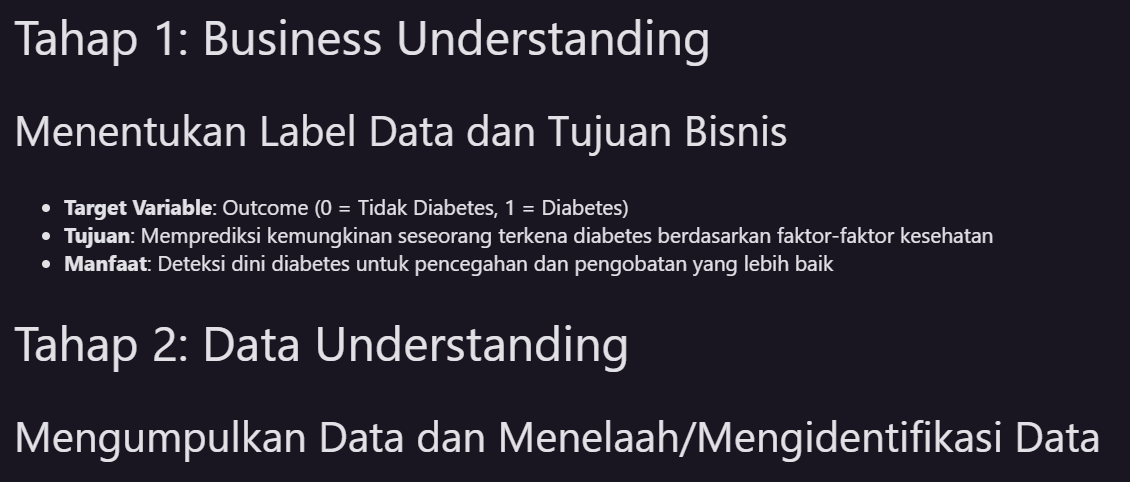 Tahap 1: Business Understanding
Menentukan Label Data dan Tujuan Bisnis
• Target Variable: Outcome (0 = Tidak Diabetes, 1 = Diabetes)
• Tujuan: Memprediksi kemungkinan seseorang terkena diabetes berdasarkan faktor-faktor kesehatan
• Manfaat: Deteksi dini diabetes untuk pencegahan dan pengobatan yang lebih baik
Tahap 2: Data Understanding
Mengumpulkan Data dan Menelaah/Mengidentifikasi Data